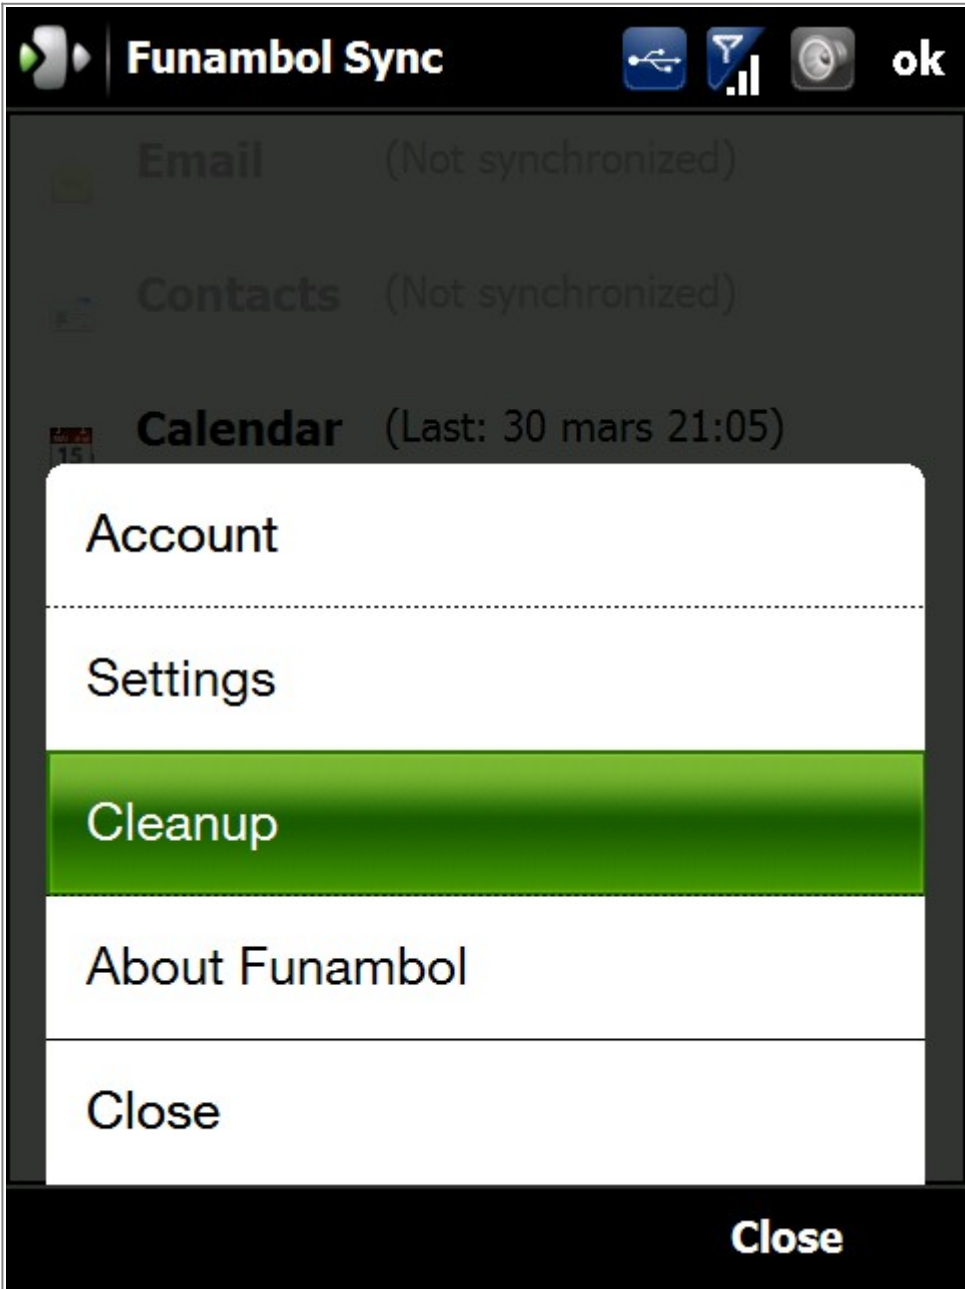 Funambol Sync ok
Email (Not synchronized)
Contacts (Not synchronized)
Calendar (Last: 30 mars 21:05)
15
Account
Settings
Cleanup
About Funambol
Close
Close